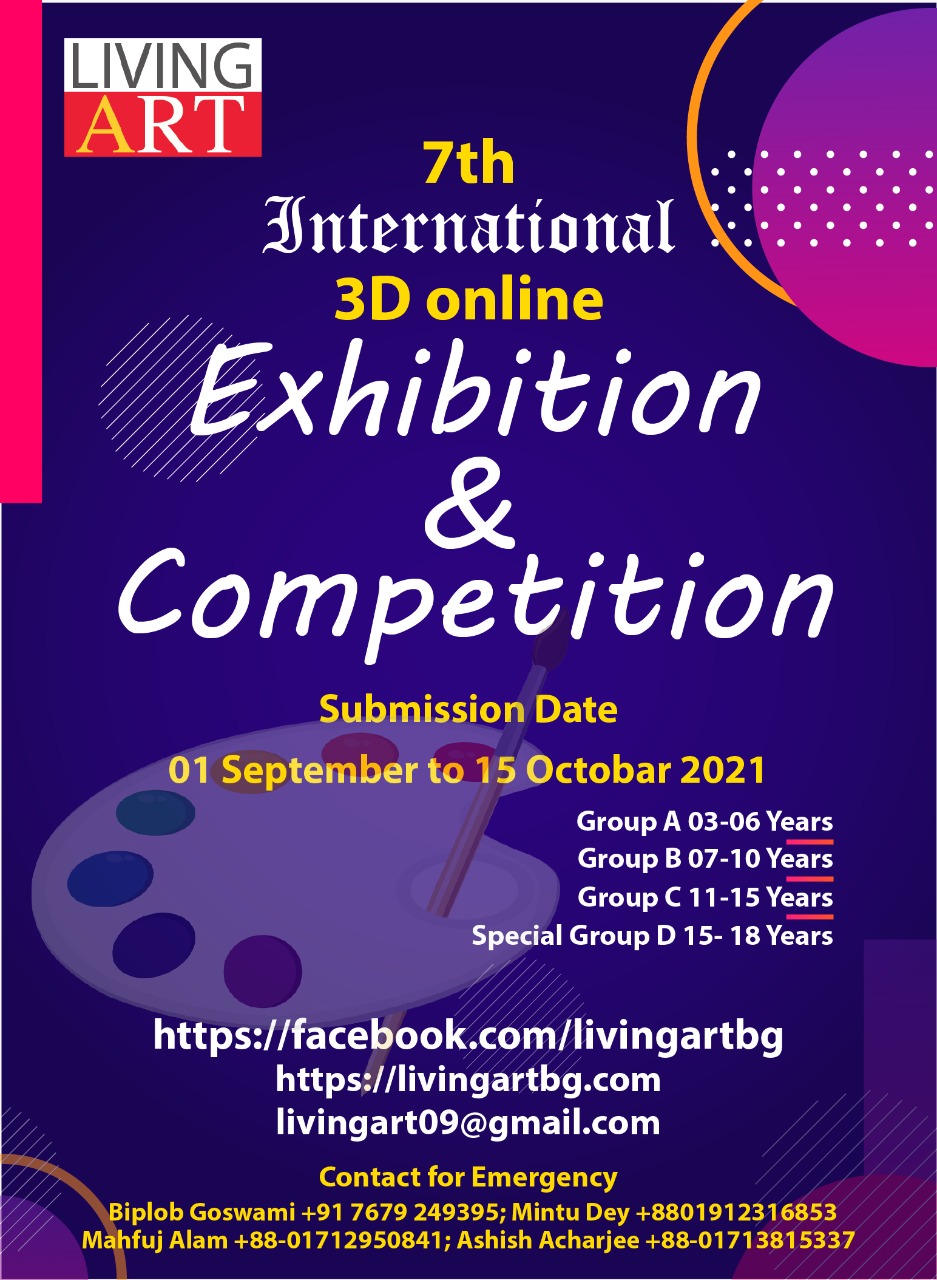 LIVING
ART
7th
International
3D online
Exhibition
&
Competition
Submission Date
01 September to 15 Octobar 2021
Group A 03-06 Years
Group B 07-10 Years
Group C 11-15 Years
Special Group D 15- 18 Years
https://facebook.com/livingartbg
https://livingartbg.com
livingart09@gmail.com
Contact for Emergency
Biplob Goswami +91 7679 249395; Mintu Dey +8801912316853
Mahfuj Alam +88-01712950841; Ashish Acharjee +88-01713815337